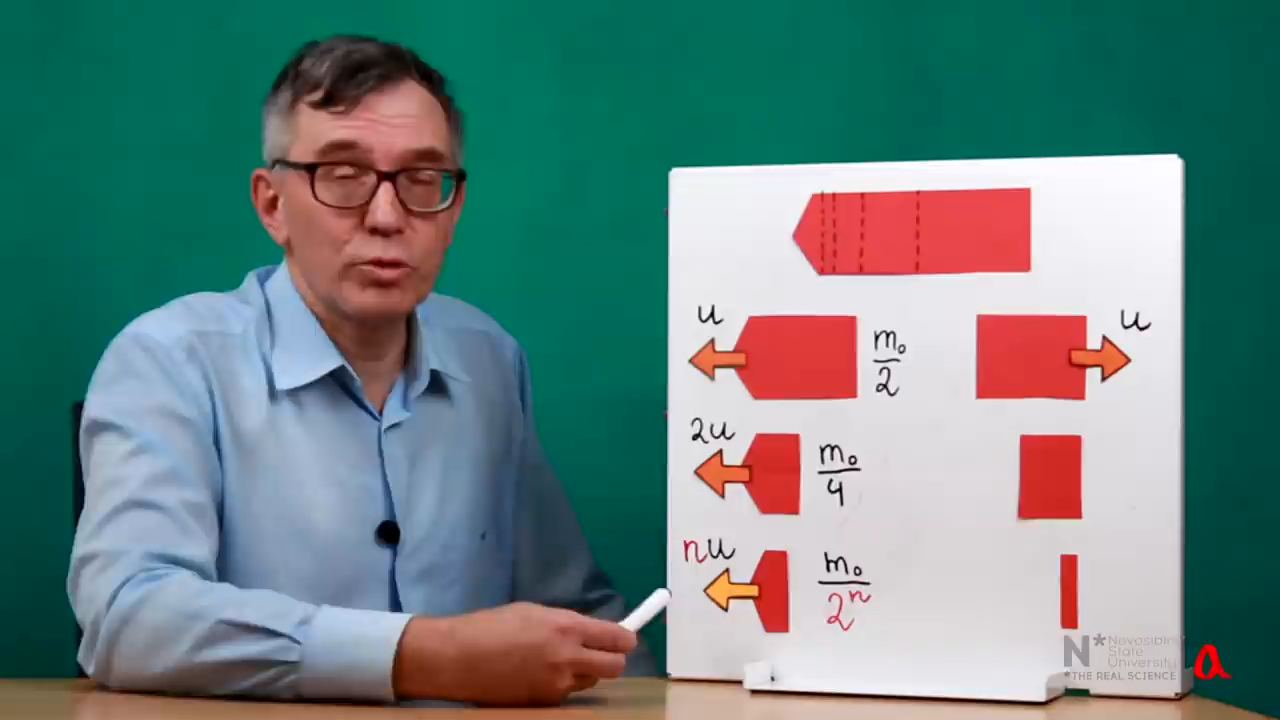 u
u
m₀/2
2u
m₀/4
nu
m₀/2ⁿ
N* Novosibirsk
State
University
*THE REAL SCIENCE
a